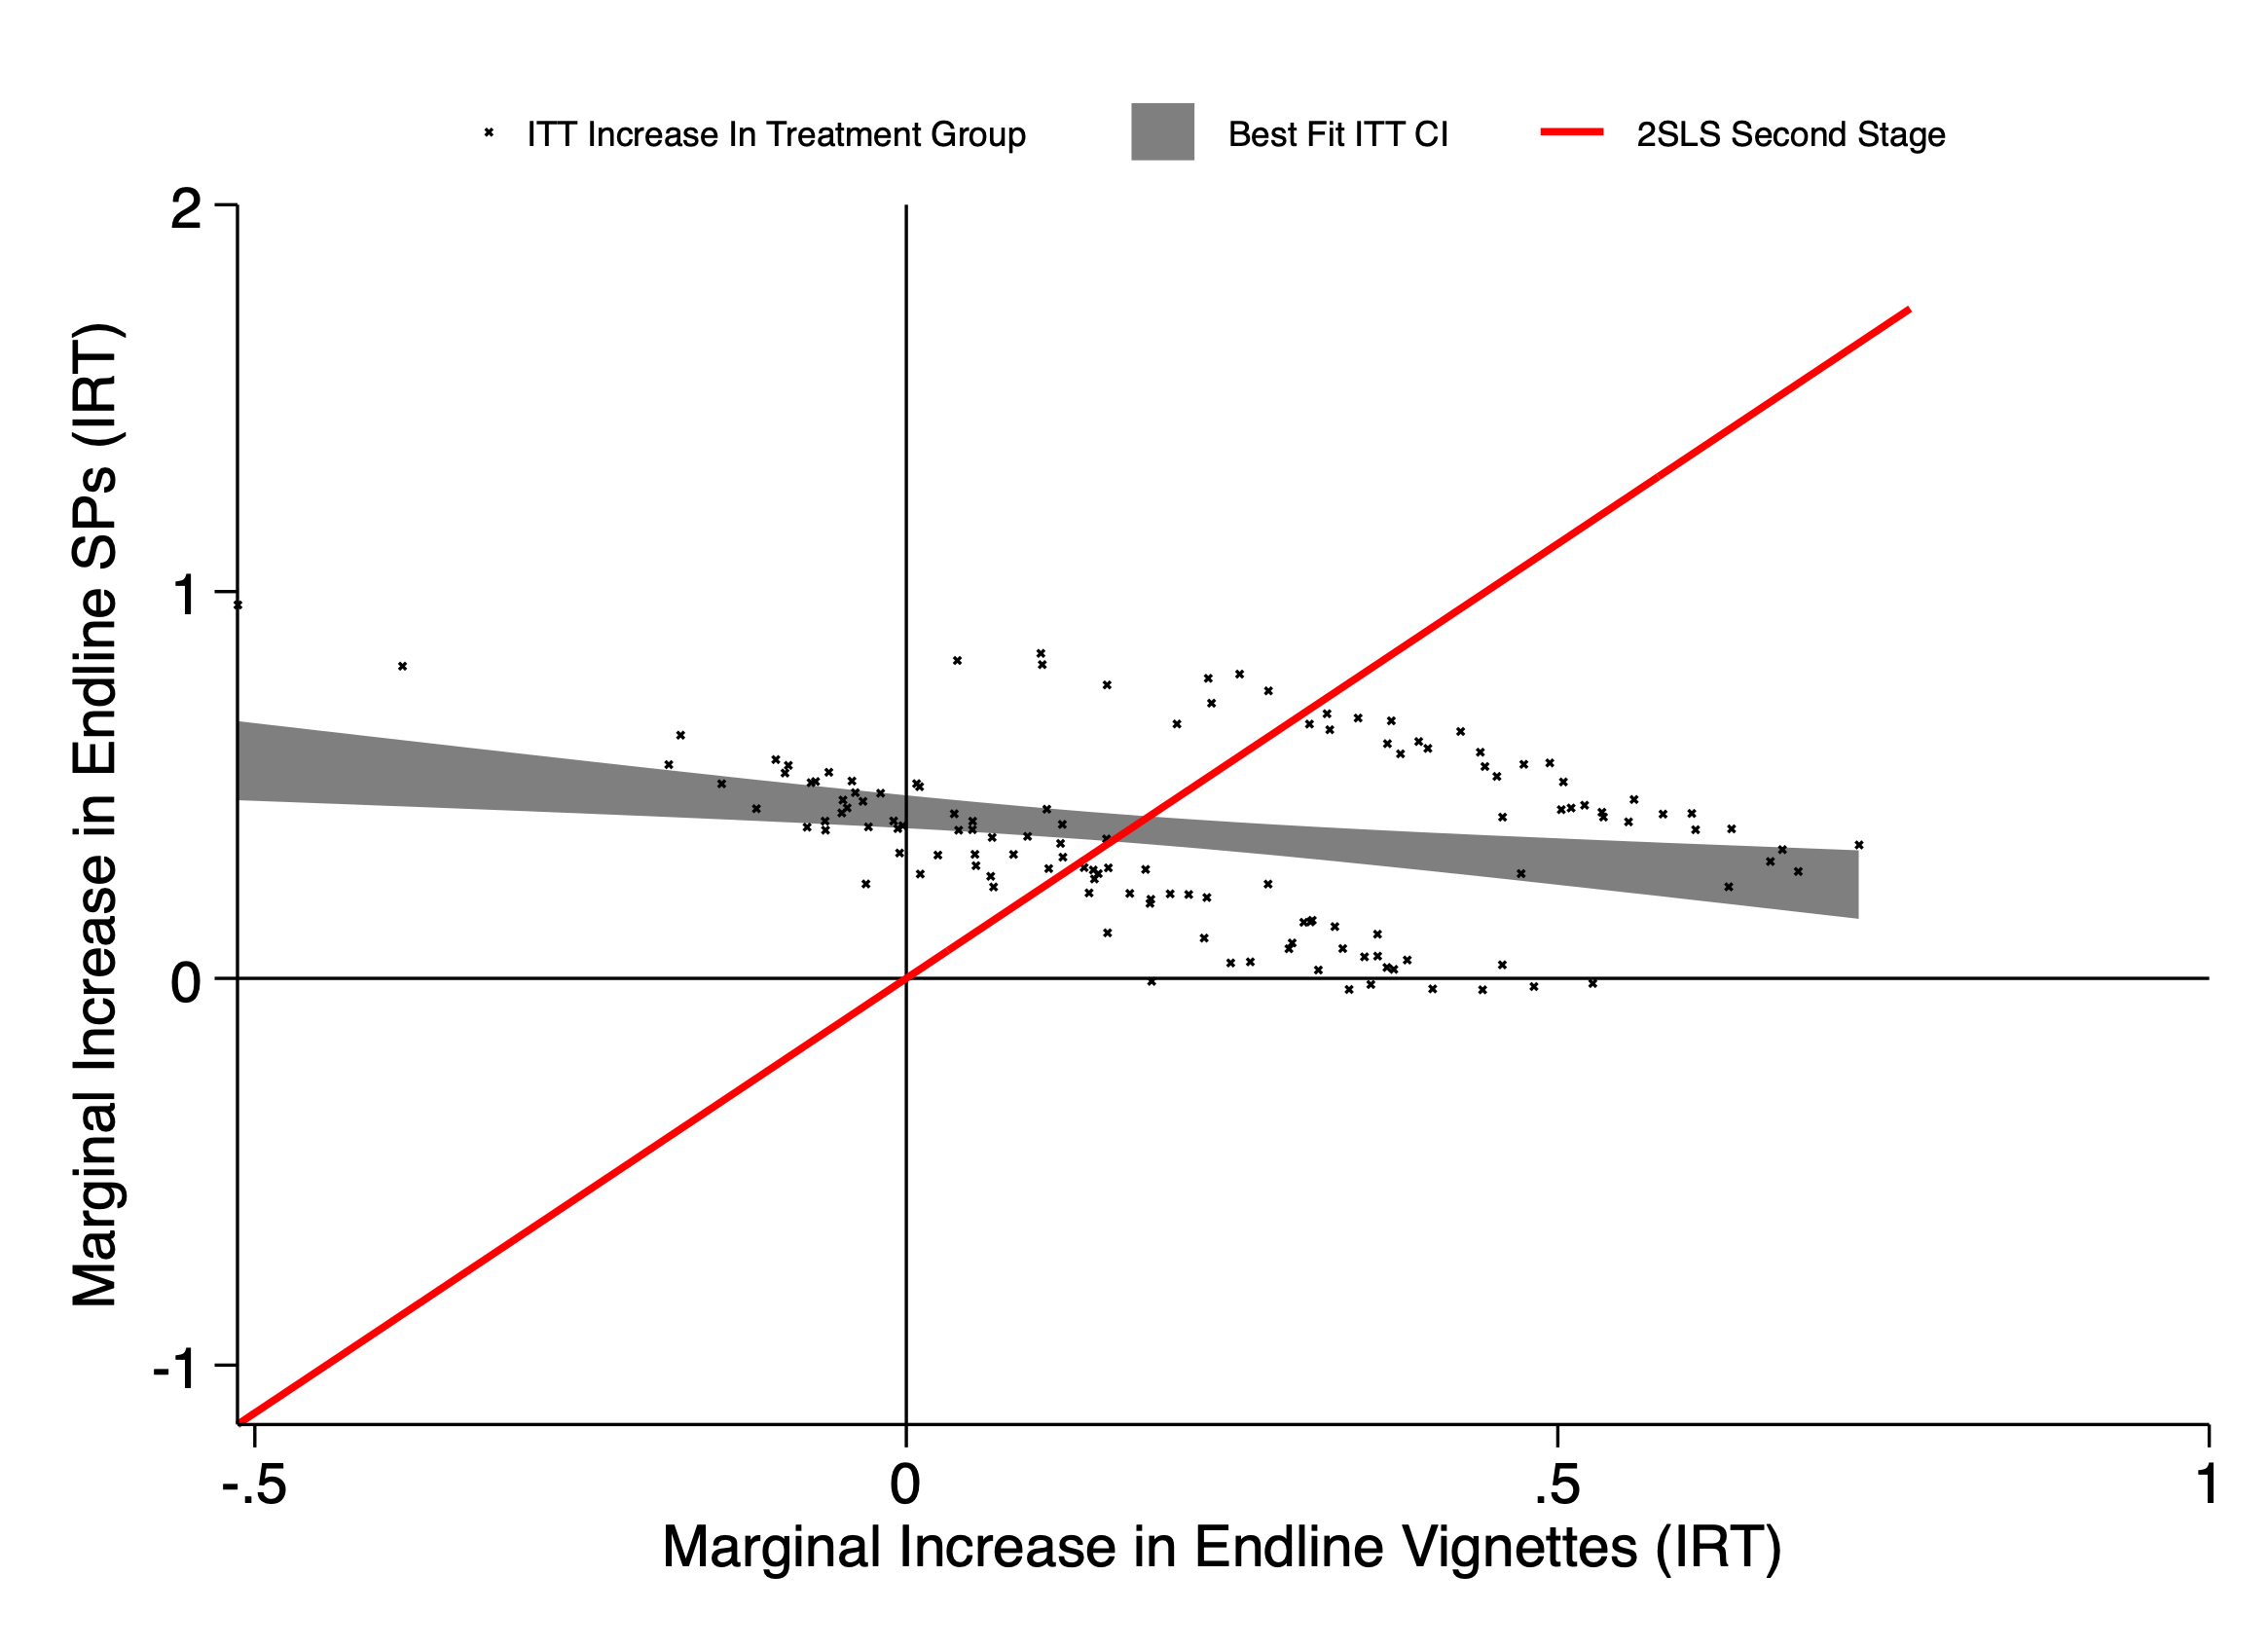 ITT Increase In Treatment Group Best Fit ITT CI 2SLS Second Stage
2
1
0
-1
Marginal Increase in Endline SPs (IRT)
-.5 0 .5 1
Marginal Increase in Endline Vignettes (IRT)